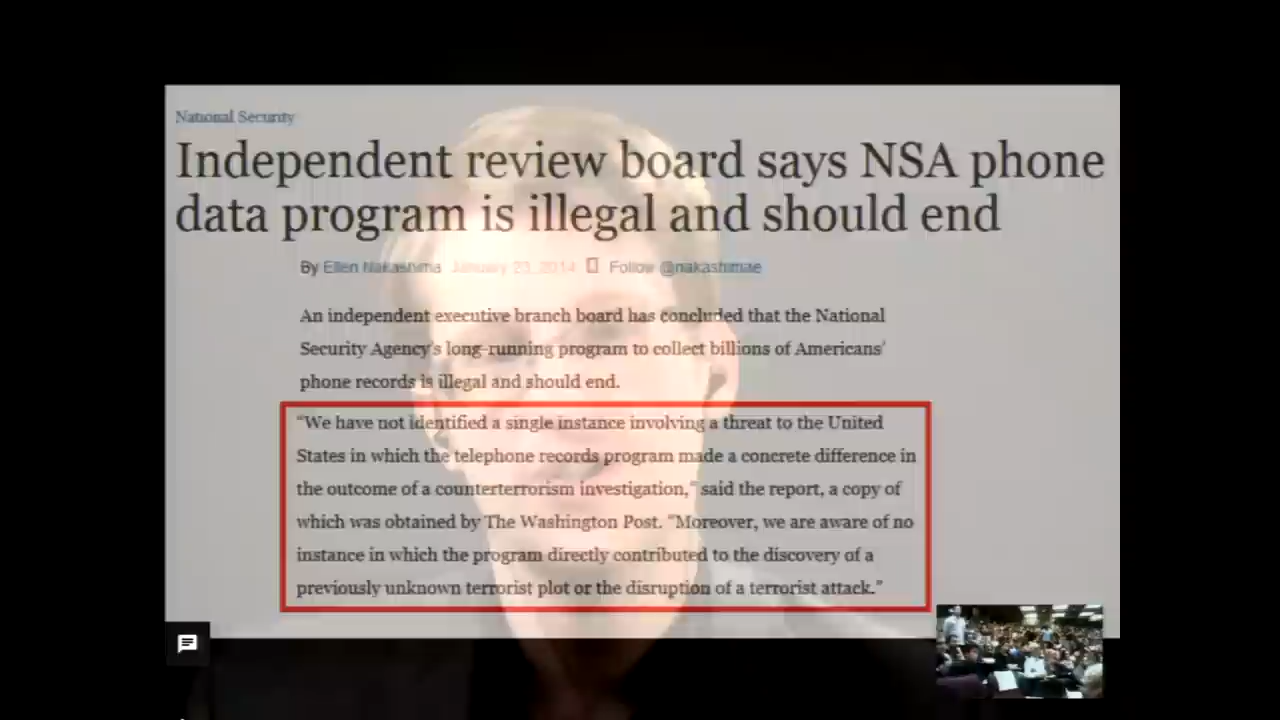 National Security
Independent review board says NSA phone
data program is illegal and should end
By Ellen Nakashima January 23, 2014 Follow @nakashimae
An independent executive branch board has concluded that the National
Security Agency's long-running program to collect billions of Americans'
phone records is illegal and should end.
“We have not identified a single instance involving a threat to the United
States in which the telephone records program made a concrete difference in
the outcome of a counterterrorism investigation,” said the report, a copy of
which was obtained by The Washington Post. “Moreover, we are aware of no
instance in which the program directly contributed to the discovery of a
previously unknown terrorist plot or the disruption of a terrorist attack.”